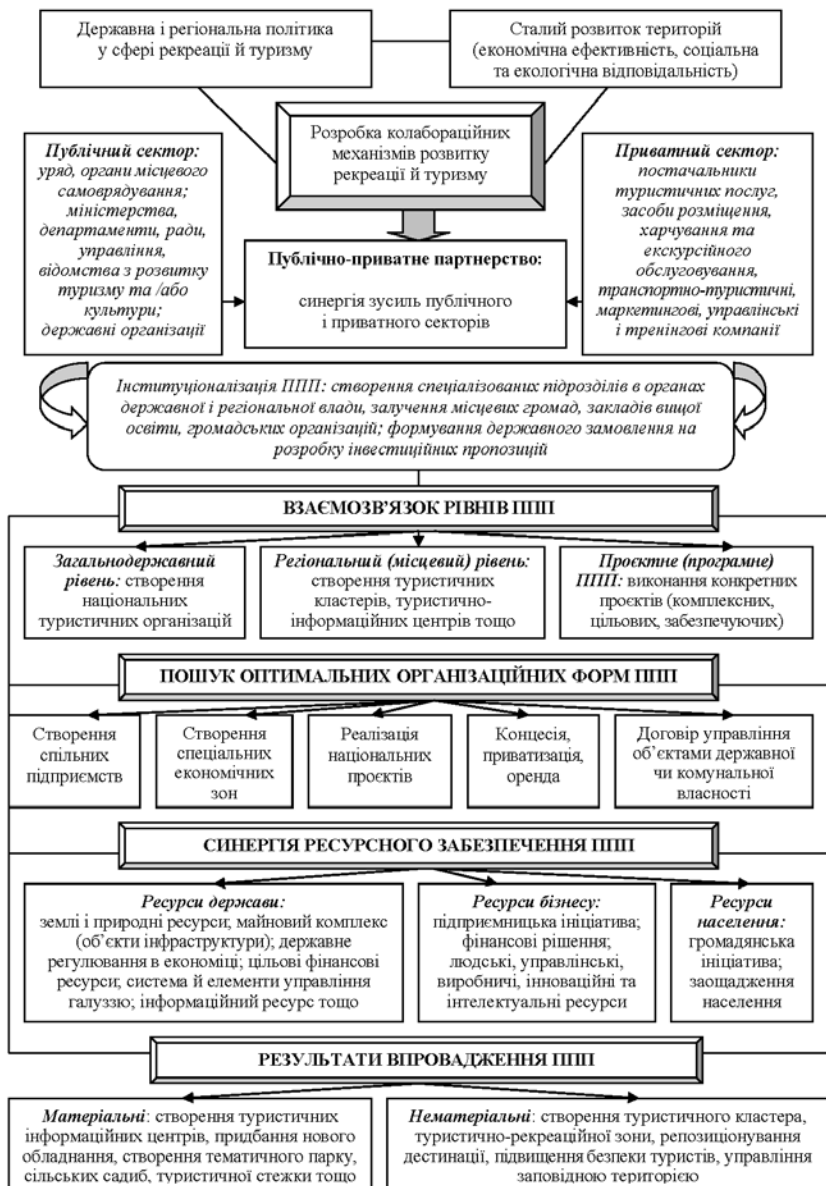 Державна і регіональна політика
у сфері рекреації й туризму
Сталий розвиток територій
(економічна ефективність, соціальна
та екологічна відповідальність)
Розробка колабораційних
механізмів розвитку
рекреації й туризму
Публічний сектор:
уряд, органи місцевого
самоврядування;
міністерства,
департаменти, ради,
управління,
відомства з розвитку
туризму та /або
культури;
державні організації
Публічно-приватне партнерство:
синергія зусиль публічного
і приватного секторів
Приватний сектор:
постачальники
туристичних послуг,
засоби розміщення,
харчування та
екскурсійного
обслуговування,
транспортно-туристичні,
маркетингові, управлінські
і тренінгові компанії
Інституціоналізація ППП: створення спеціалізованих підрозділів в органах
державної і регіональної влади, залучення місцевих громад, закладів вищої
освіти, громадських організацій; формування державного замовлення на
розробку інвестиційних пропозицій
ВЗАЄМОЗВ'ЯЗОК РІВНІВ ППП
Загальнодержавний
рівень: створення
національних
туристичних організацій
Регіональний (місцевий) рівень:
створення туристичних
кластерів, туристично-
інформаційних центрів тощо
Проєктне (програмне)
ППП: виконання конкретних
проєктів (комплексних,
цільових, забезпечуючих)
ПОШУК ОПТИМАЛЬНИХ ОРГАНІЗАЦІЙНИХ ФОРМ ППП
Створення
спільних
підприємств
Створення
спеціальних
економічних
зон
Реалізація
національних
проєктів
Концесія,
приватизація,
оренда
Договір управління
об'єктами державної
чи комунальної
власності
СИНЕРГІЯ РЕСУРСНОГО ЗАБЕЗПЕЧЕННЯ ППП
Ресурси держави:
землі і природні ресурси; майновий комплекс
(об'єкти інфраструктури); державне
регулювання в економіці; цільові фінансові
ресурси; система й елементи управління
галуззю; інформаційний ресурс тощо
Ресурси бізнесу:
підприємницька ініціатива;
фінансові рішення;
людські, управлінські,
виробничі, інноваційні та
інтелектуальні ресурси
Ресурси
населення:
громадянська
ініціатива;
заощадження
населення
РЕЗУЛЬТАТИ ВПРОВАДЖЕННЯ ППП
Матеріальні: створення туристичних
інформаційних центрів, придбання нового
обладнання, створення тематичного парку,
сільських садиб, туристичної стежки тощо
Нематеріальні: створення туристичного кластера,
туристично-рекреаційної зони, репозиціонування
дестинації, підвищення безпеки туристів, управління
заповідною територією